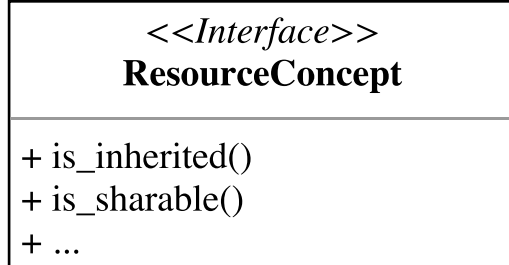 <<Interface>>
ResourceConcept
+ is_inherited()
+ is_sharable()
+ ...